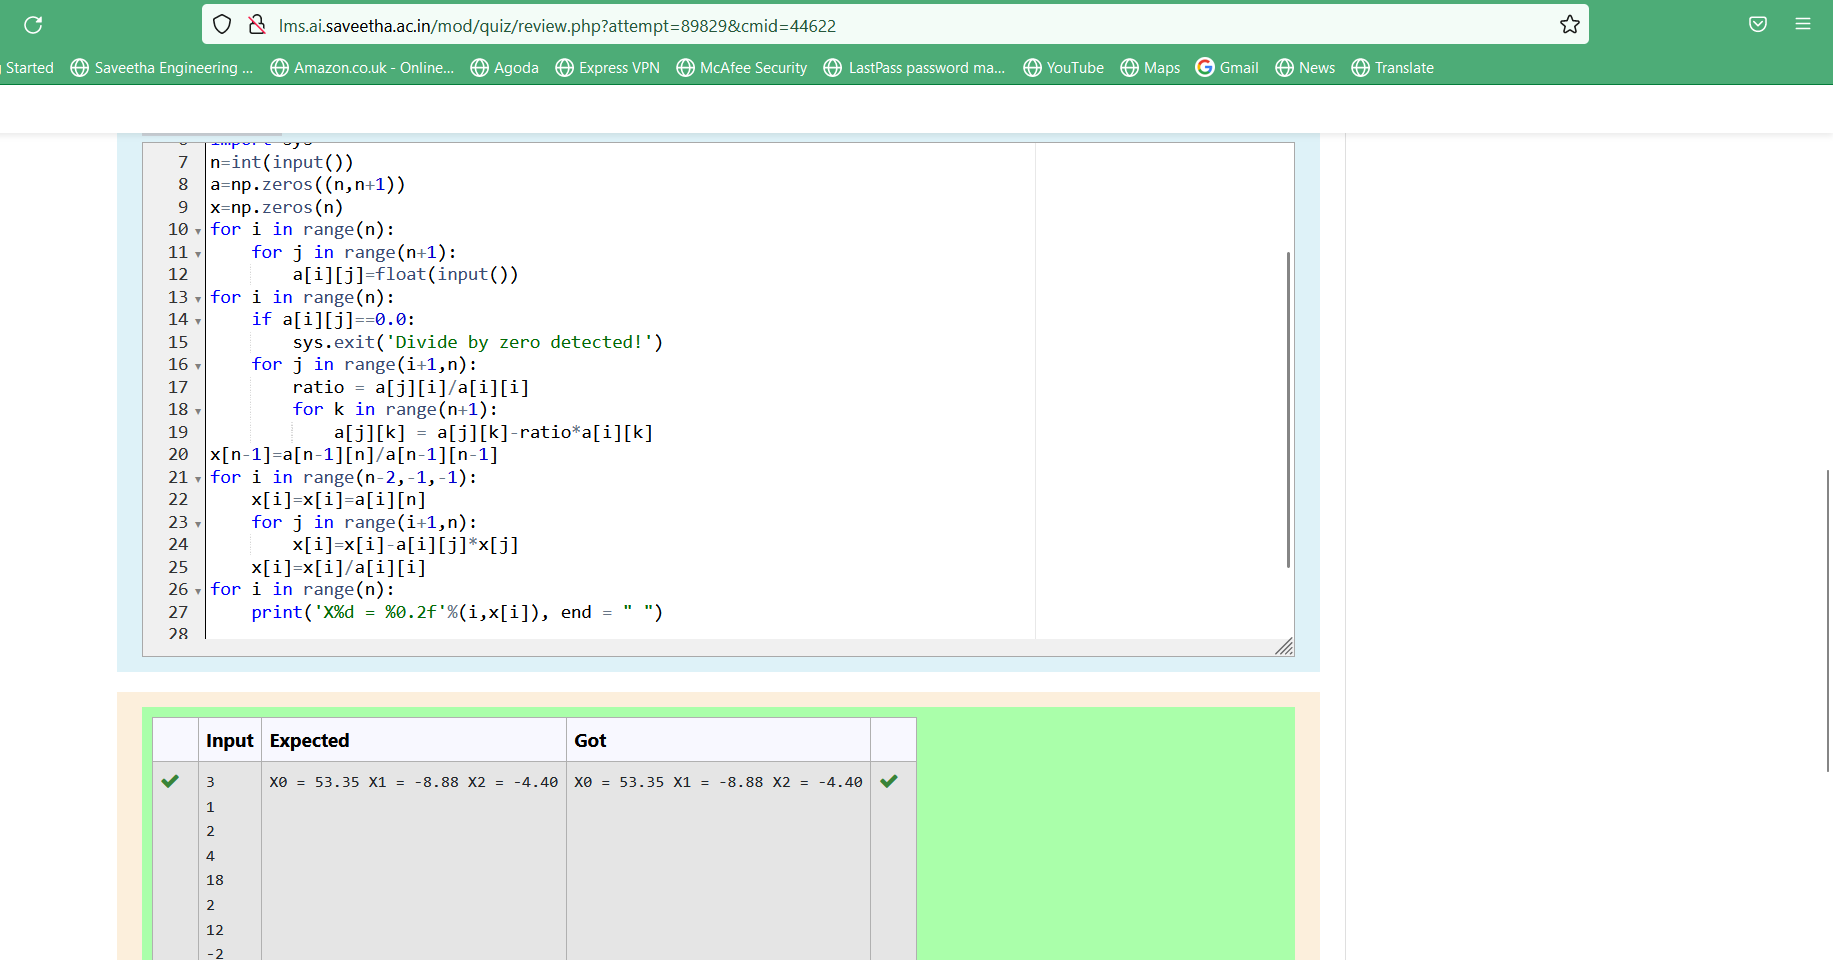 lms.ai.saveetha.ac.in/mod/quiz/review.php?attempt=89829&cmid=44622
Started Saveetha Engineering ... Amazon.co.uk - Online... Agoda Express VPN McAfee Security LastPass password ma... YouTube Maps Gmail News Translate
6 import sys
7 n=int(input())
8 a=np.zeros((n,n+1))
9 x=np.zeros(n)
10 for i in range(n):
11 for j in range(n+1):
12 a[i][j]=float(input())
13 for i in range(n):
14 if a[i][j]==0.0:
15 sys.exit('Divide by zero detected!')
16 for j in range(i+1,n):
17 ratio = a[j][i]/a[i][i]
18 for k in range(n+1):
19 a[j][k] = a[j][k]-ratio*a[i][k]
20 x[n-1]=a[n-1][n]/a[n-1][n-1]
21 for i in range(n-2,-1,-1):
22 x[i]=x[i]=a[i][n]
23 for j in range(i+1,n):
24 x[i]=x[i]-a[i][j]*x[j]
25 x[i]=x[i]/a[i][i]
26 for i in range(n):
27 print('X%d = %0.2f'%(i,x[i]), end = " ")
28
Input Expected Got
3 X0 = 53.35 X1 = -8.88 X2 = -4.40 X0 = 53.35 X1 = -8.88 X2 = -4.40
1
2
4
18
2
12
-2